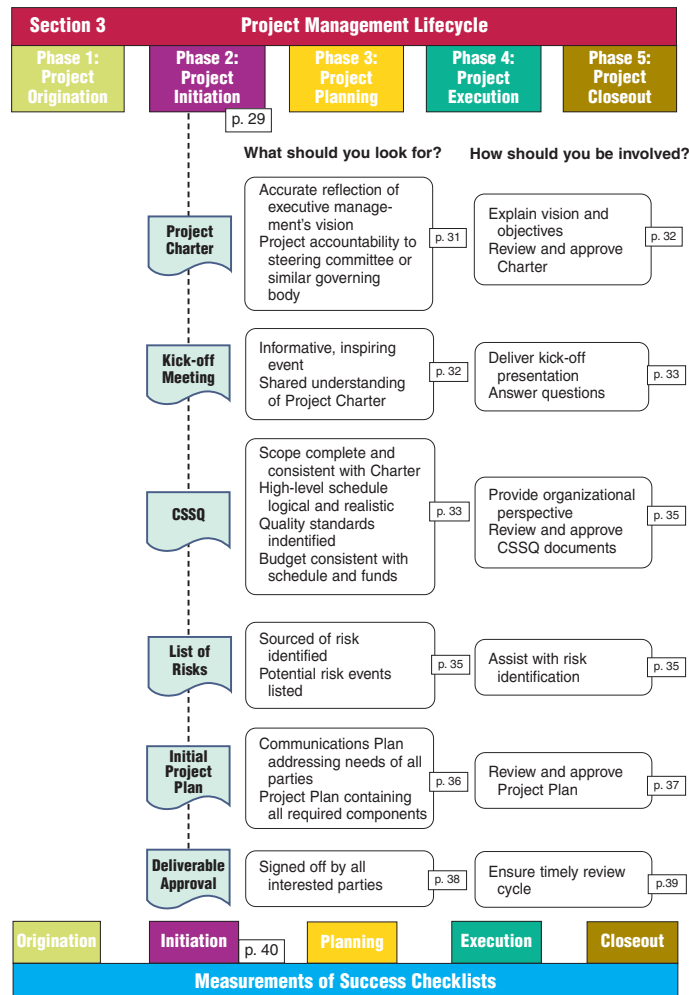 Section 3
Project Management Lifecycle
Phase 1:
Project
Origination
Phase 2:
Project
Initiation
Phase 3:
Project
Planning
Phase 4:
Project
Execution
Phase 5:
Project
Closeout
p. 29
What should you look for?
How should you be involved?
Project
Charter
Accurate reflection of
executive manage-
ment's vision
Project accountability to
steering committee or
similar governing
body
p. 31
Explain vision and
objectives
Review and approve
Charter
p. 32
Kick-off
Meeting
Informative, inspiring
event
Shared understanding
of Project Charter
p. 32
Deliver kick-off
presentation
Answer questions
p. 33
CSSQ
Scope complete and
consistent with Charter
High-level schedule
logical and realistic
Quality standards
indentified
Budget consistent with
schedule and funds
p. 33
Provide organizational
perspective
Review and approve
CSSQ documents
p. 35
List of
Risks
Sourced of risk
identified
Potential risk events
listed
p. 35
Assist with risk
identification
p. 35
Initial
Project
Plan
Communications Plan
addressing needs of all
parties
Project Plan containing
all required components
p. 36
Review and approve
Project Plan
p. 37
Deliverable
Approval
Signed off by all
interested parties
p. 38
Ensure timely review
cycle
p.39
Origination
Initiation
p. 40
Planning
Execution
Closeout
Measurements of Success Checklists